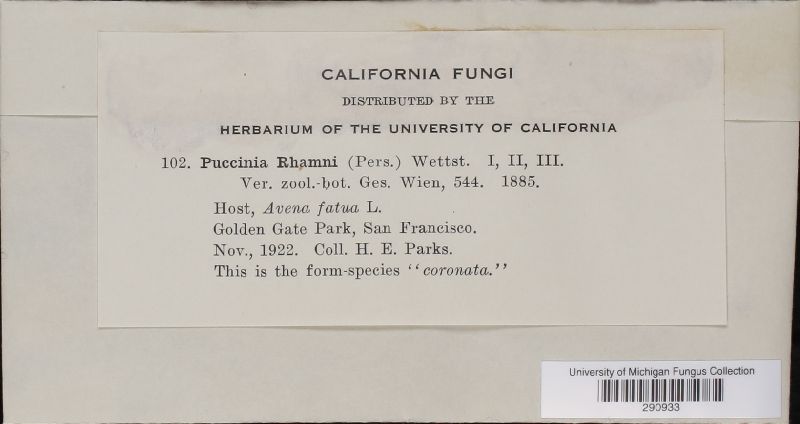 CALIFORNIA FUNGI
DISTRIBUTED BY THE
HERBARIUM OF THE UNIVERSITY OF CALIFORNIA
102. Puccinia Rhamni (Pers.) Wettst. I, II, III.
Ver. zool.-bot. Ges. Wien, 544. 1885.
Host, Avena fatua L.
Golden Gate Park, San Francisco.
Nov., 1922. Coll. H. E. Parks.
This is the form-species "coronata."
University of Michigan Fungus Collection
290933